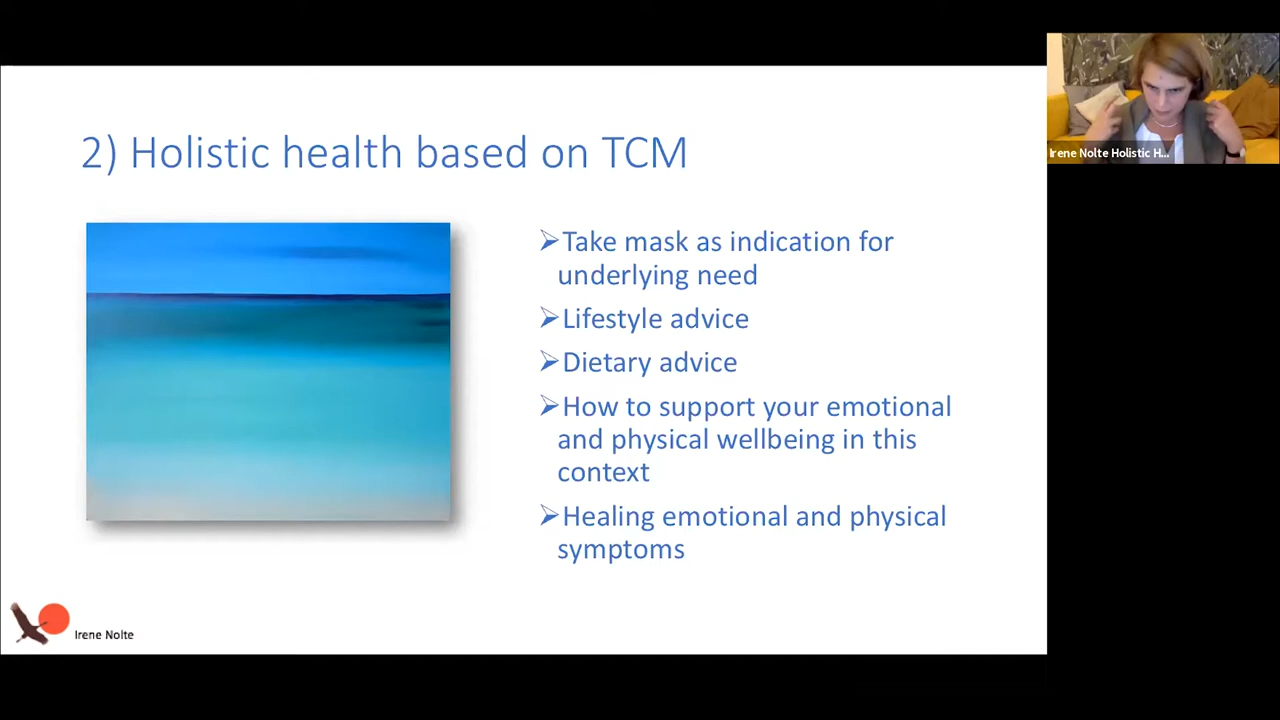 2) Holistic health based on TCM
➢Take mask as indication for
underlying need
➢Lifestyle advice
➢Dietary advice
➢How to support your emotional
and physical wellbeing in this
context
➢Healing emotional and physical
symptoms
Irene Nolte
Irene Nolte Holistic H...